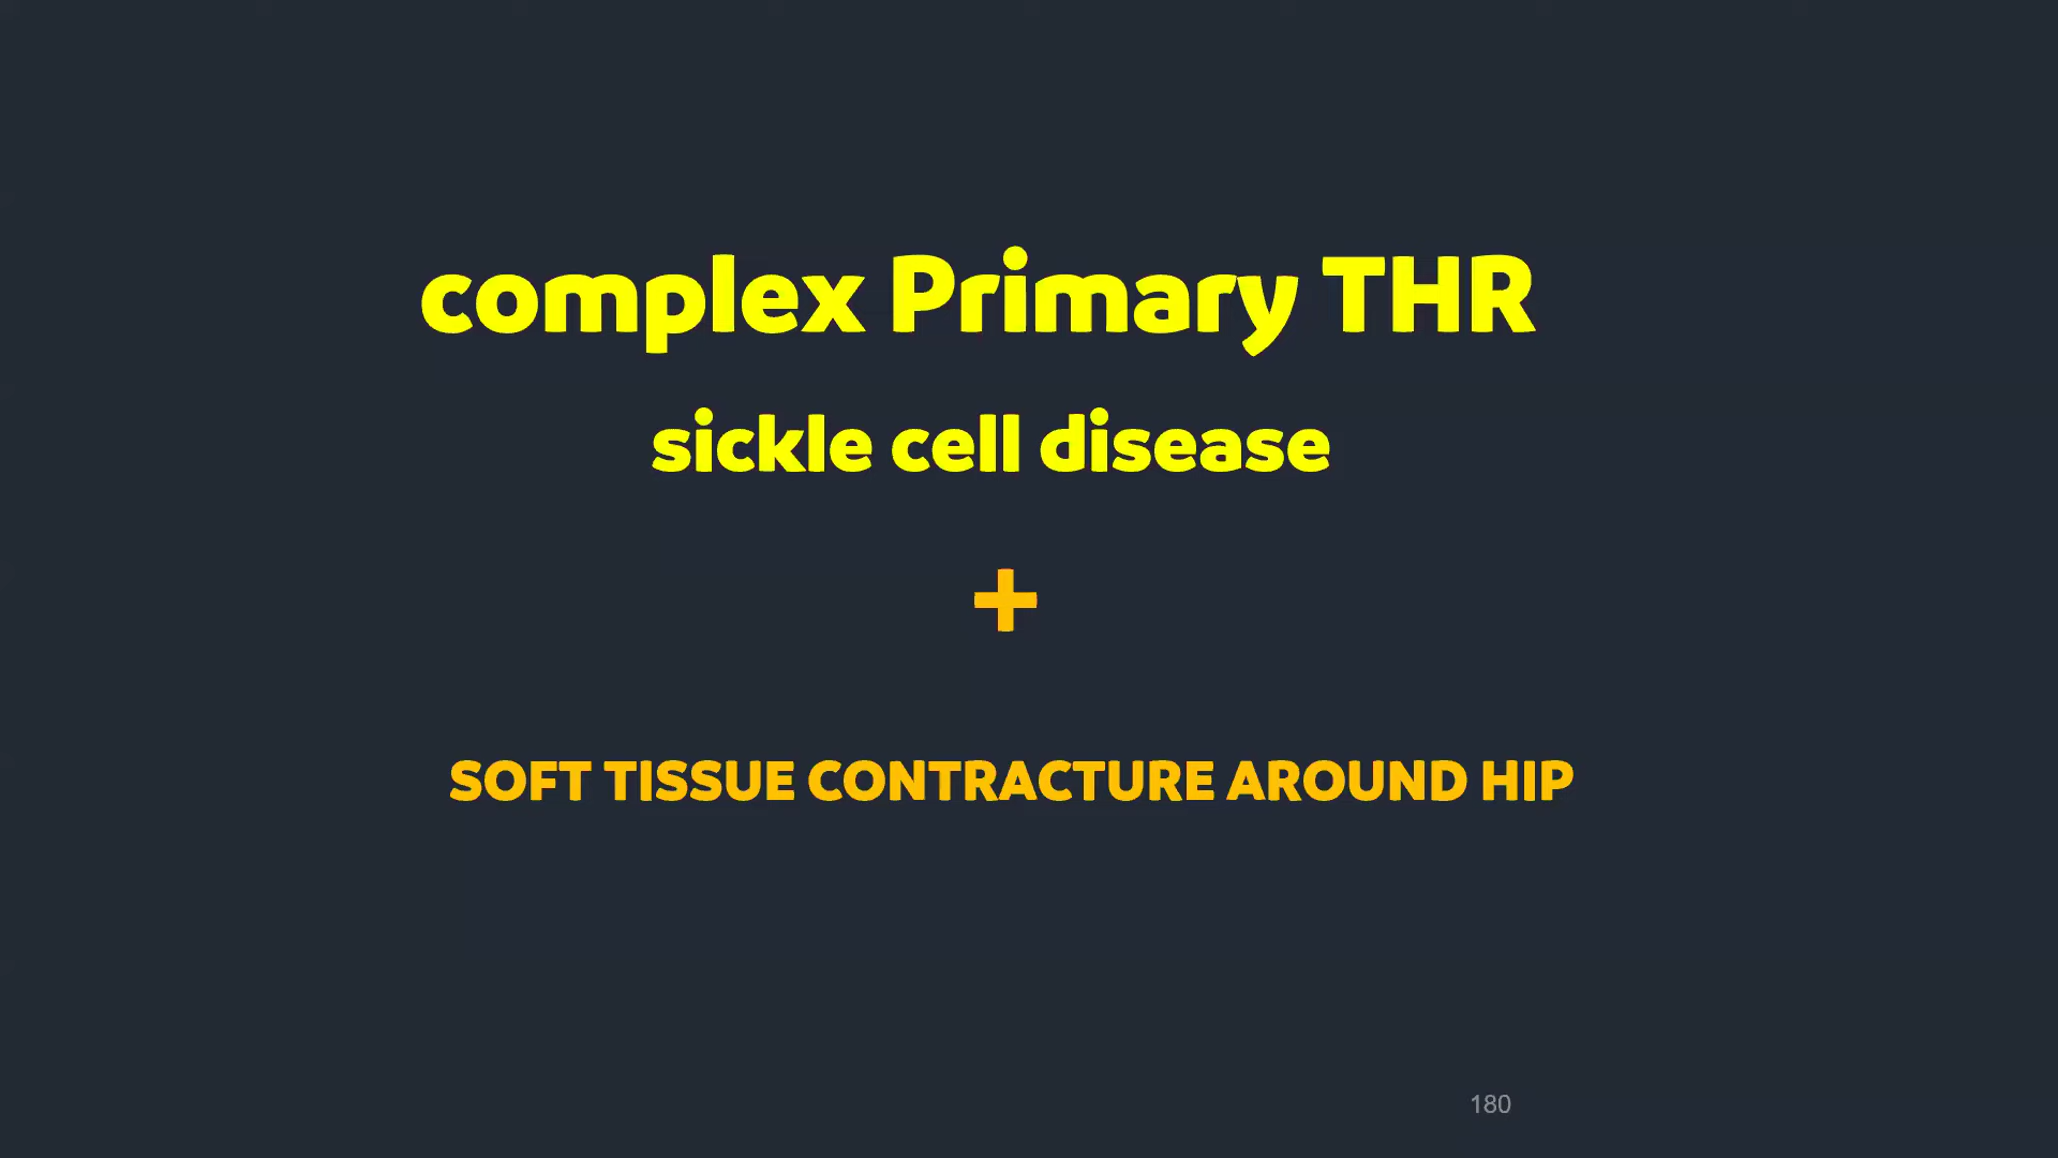 complex Primary THR
sickle cell disease
+
SOFT TISSUE CONTRACTURE AROUND HIP
180